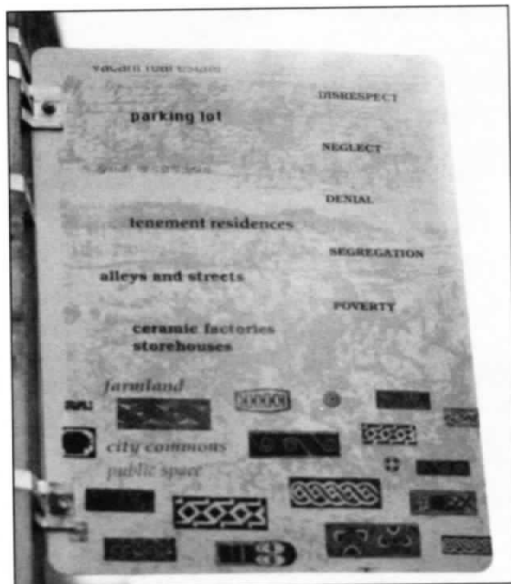 DISRESPECT
parking lot
NEGLECT
DENIAL
tenement residences
SEGREGATION
alleys and streets
POVERTY
ceramic factories
storehouses
farmland
city commons
public space